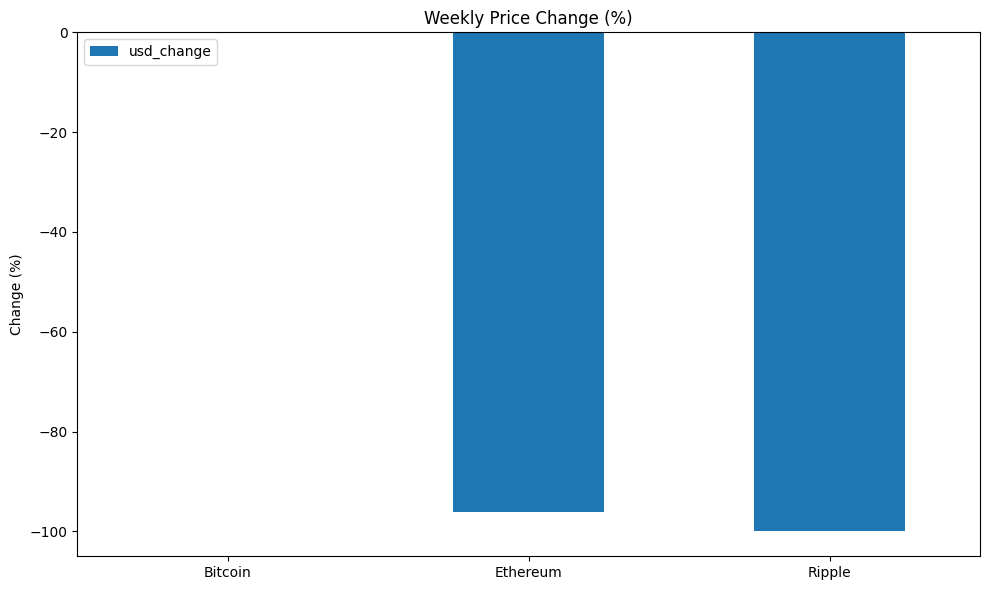 Weekly Price Change (%)
usd_change
Change (%)
0
−20
−40
−60
−80
−100
Bitcoin
Ethereum
Ripple